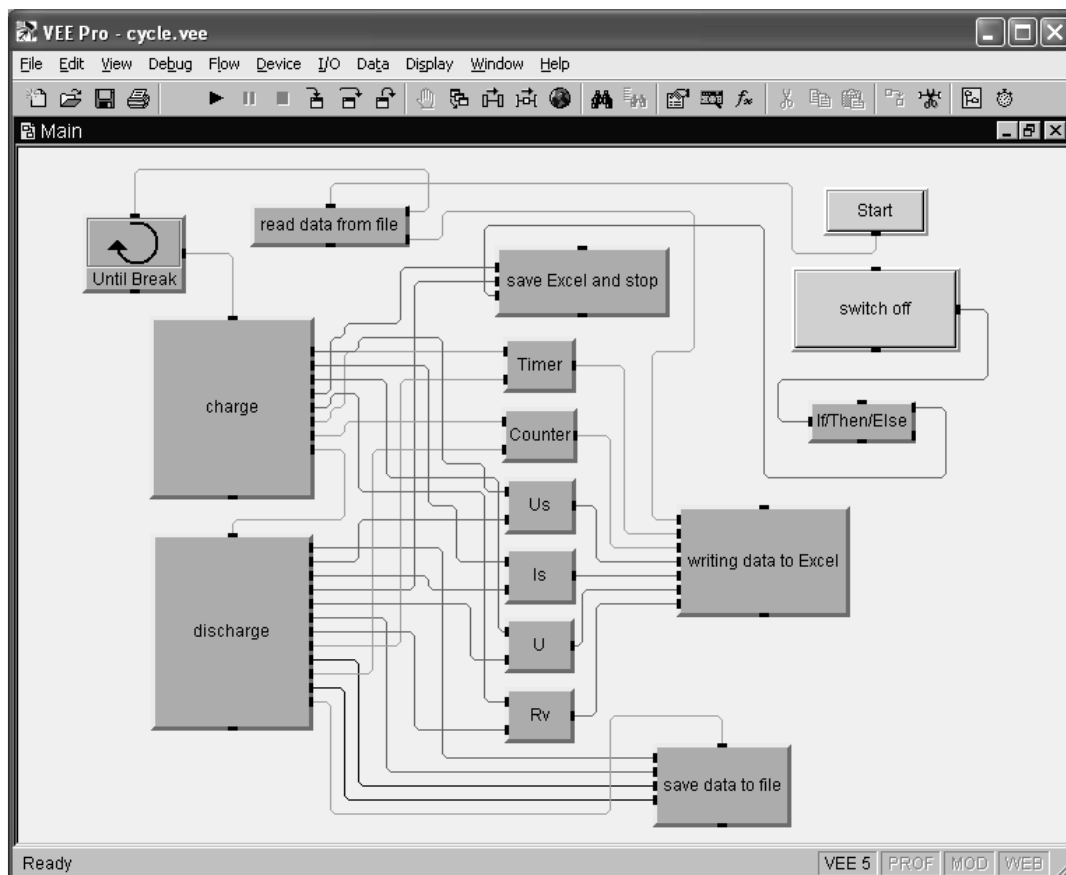 VEE Pro - cycle.vee
File Edit View Debug Flow Device I/O Data Display Window Help
Main
Start
read data from file
Until Break
save Excel and stop
switch off
Timer
charge
If/Then/Else
Counter
Us
writing data to Excel
Is
discharge
U
Rv
save data to file
Ready
VEE 5 PROF MOD WEB